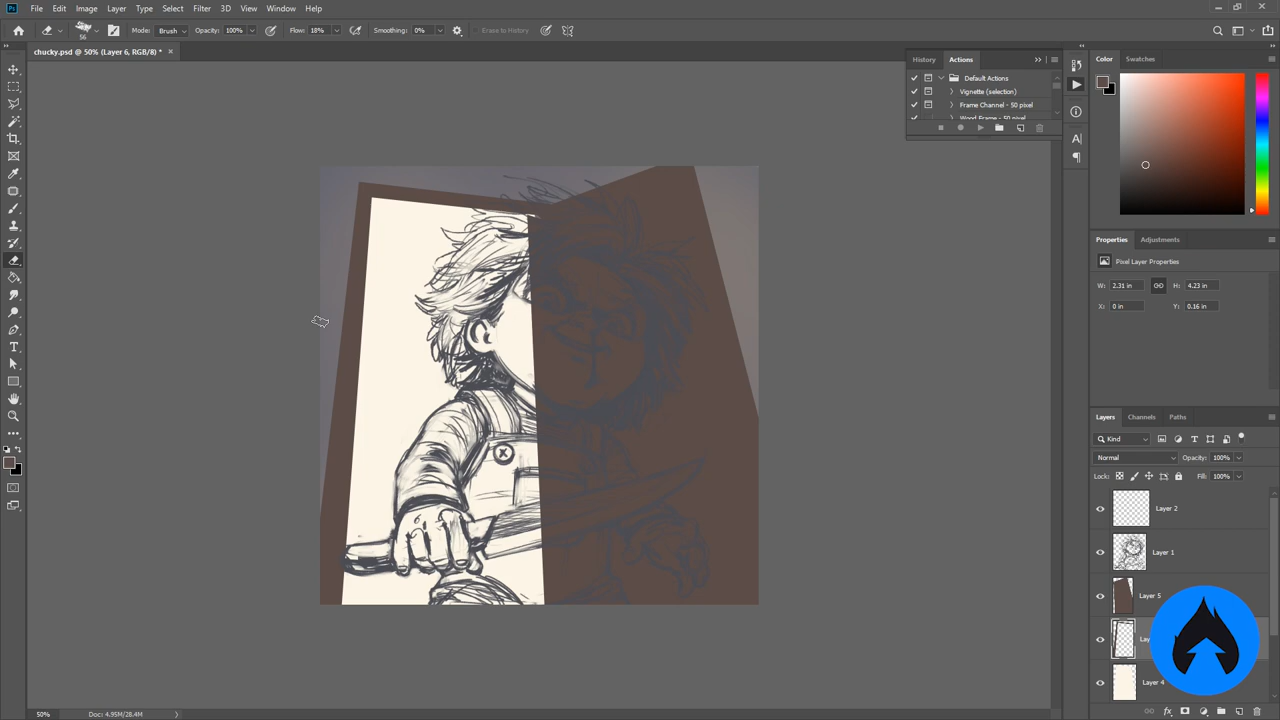 File Edit Image Layer Type Select Filter 3D View Window Help
56 Mode: Brush Opacity: 100% Flow: 18% Smoothing: 0% Erase to History
chucky.psd @ 50% (Layer 6, RGB/8) *
History Actions
Default Actions
Vignette (selection)
Frame Channel - 50 pixel
Wood Frame - 50 pixel
Color Swatches
Properties Adjustments
Pixel Layer Properties
W: 2.31 in H: 4.23 in
X: 0 in Y: 0.16 in
Layers Channels Paths
Kind
Normal Opacity: 100%
Lock: Fill: 100%
Layer 2
Layer 1
Layer 5
Layer 4
50% Doc: 4.95M/28.4M